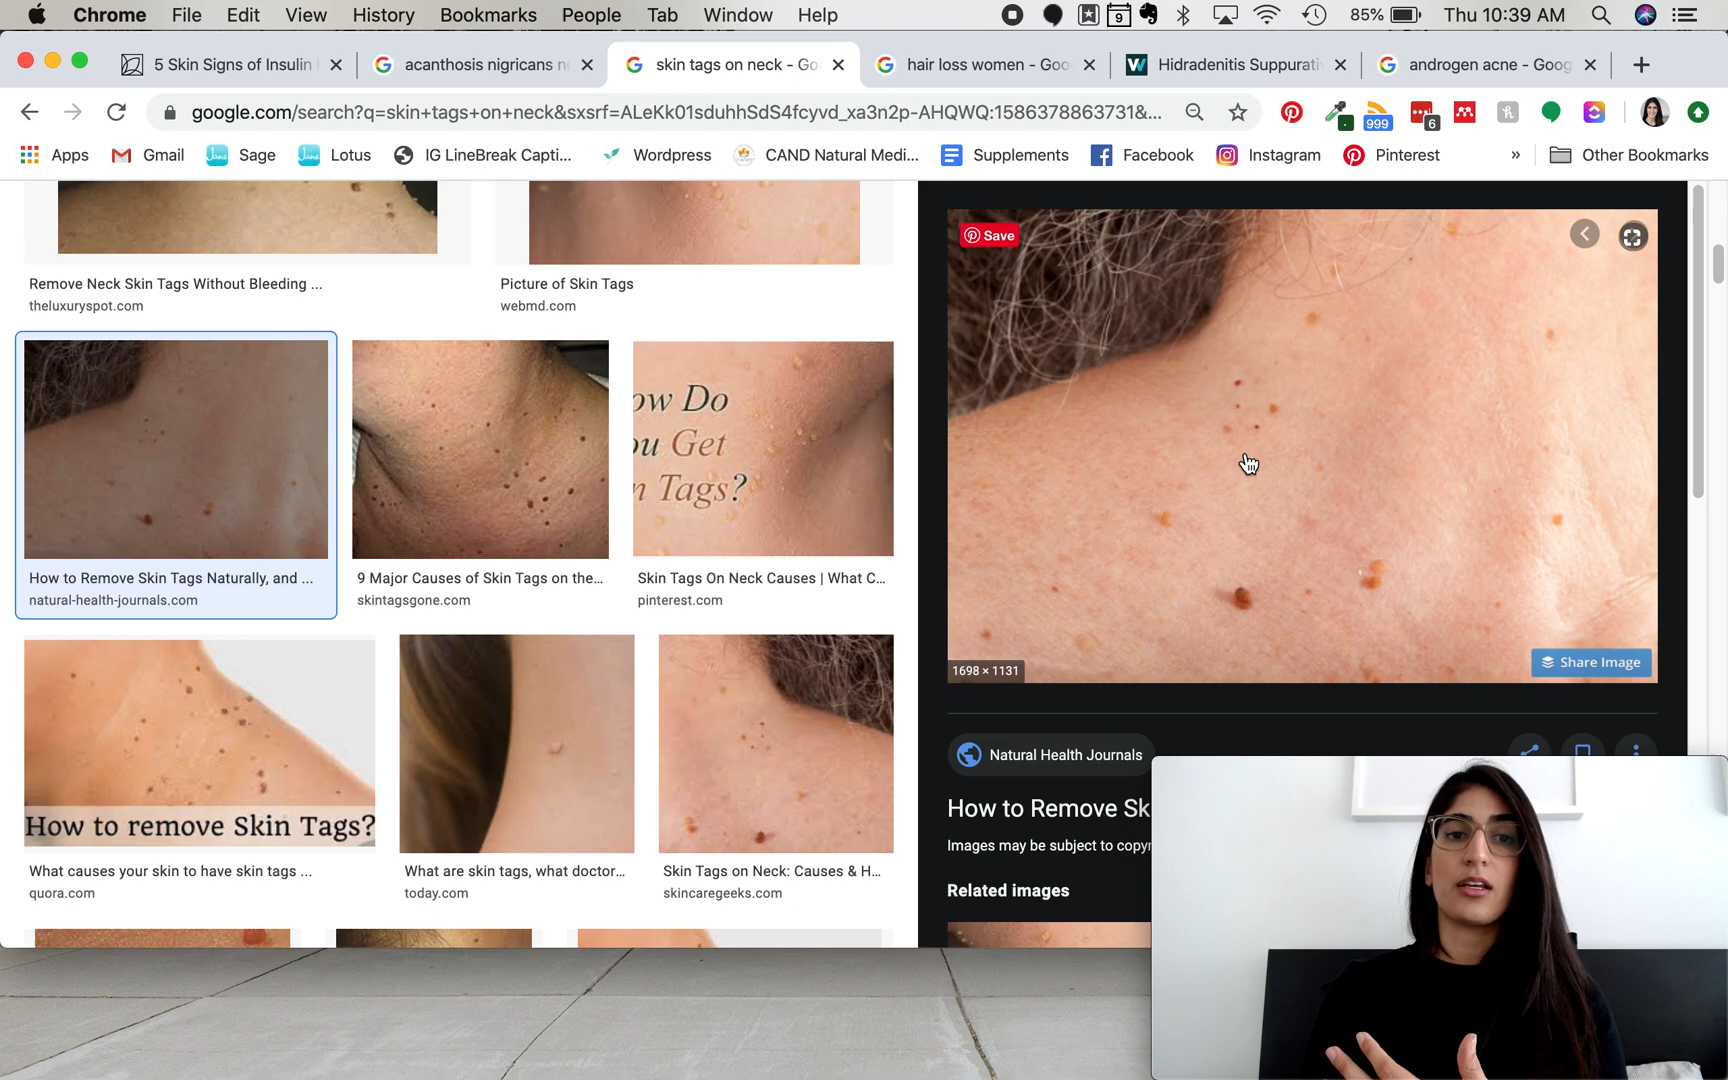 Chrome File Edit View History Bookmarks People Tab Window Help 9 85% Thu 10:39 AM
5 Skin Signs of Insulin
acanthosis nigricans n
skin tags on neck - Go
hair loss women - Goo
Hidradenitis Suppurati
androgen acne - Goog
google.com/search?q=skin+tags+on+neck&sxsrf=ALeKk01sduhhSdS4fcyvd_xa3n2p-AHQWQ:1586378863731&...
999 6
Apps Gmail Sage Lotus IG LineBreak Capti... Wordpress CAND Natural Medi... Supplements Facebook Instagram Pinterest » Other Bookmarks
Remove Neck Skin Tags Without Bleeding ...
theluxuryspot.com
Picture of Skin Tags
webmd.com
How to Remove Skin Tags Naturally, and ...
natural-health-journals.com
9 Major Causes of Skin Tags on the...
skintagsgone.com
ow Do
ou Get
n Tags?
Skin Tags On Neck Causes | What C...
pinterest.com
How to remove Skin Tags?
What causes your skin to have skin tags ...
quora.com
What are skin tags, what doctor...
today.com
Skin Tags on Neck: Causes & H...
skincaregeeks.com
Save
1698 × 1131
Share Image
Natural Health Journals
How to Remove Sk
Images may be subject to copyr
Related images